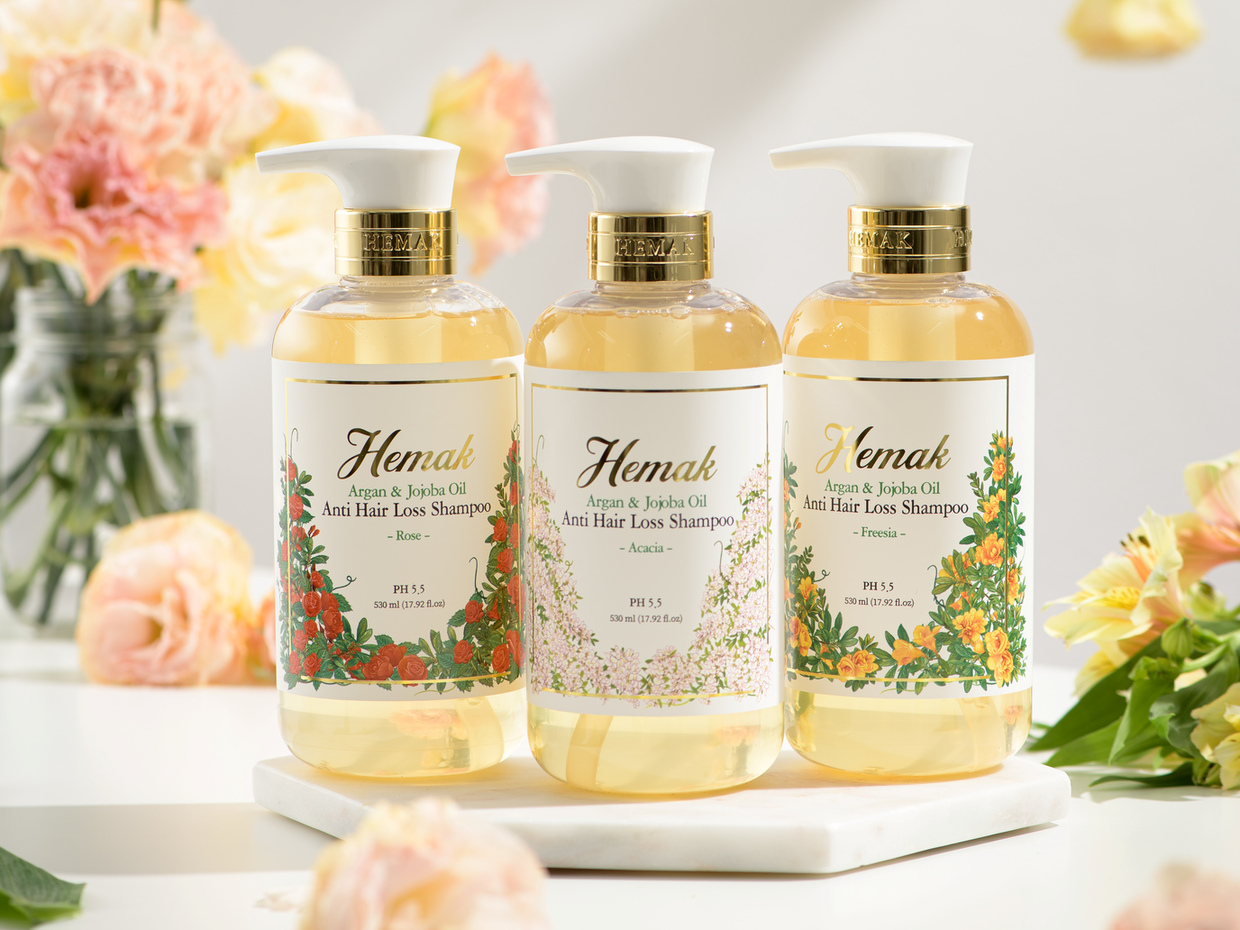 HEMAK
Hemak
Argan & Jojoba Oil
Anti Hair Loss Shampoo
- Rose -
PH 5,5
530 ml (17.92 fl.oz)
HEMAK
Hemak
Argan & Jojoba Oil
Anti Hair Loss Shampoo
- Acacia -
PH 5,5
530 ml (17.92 fl.oz)
HEMAK
Hemak
Argan & Jojoba Oil
Anti Hair Loss Shampoo
- Freesia -
PH 5,5
530 ml (17.92 fl.oz)